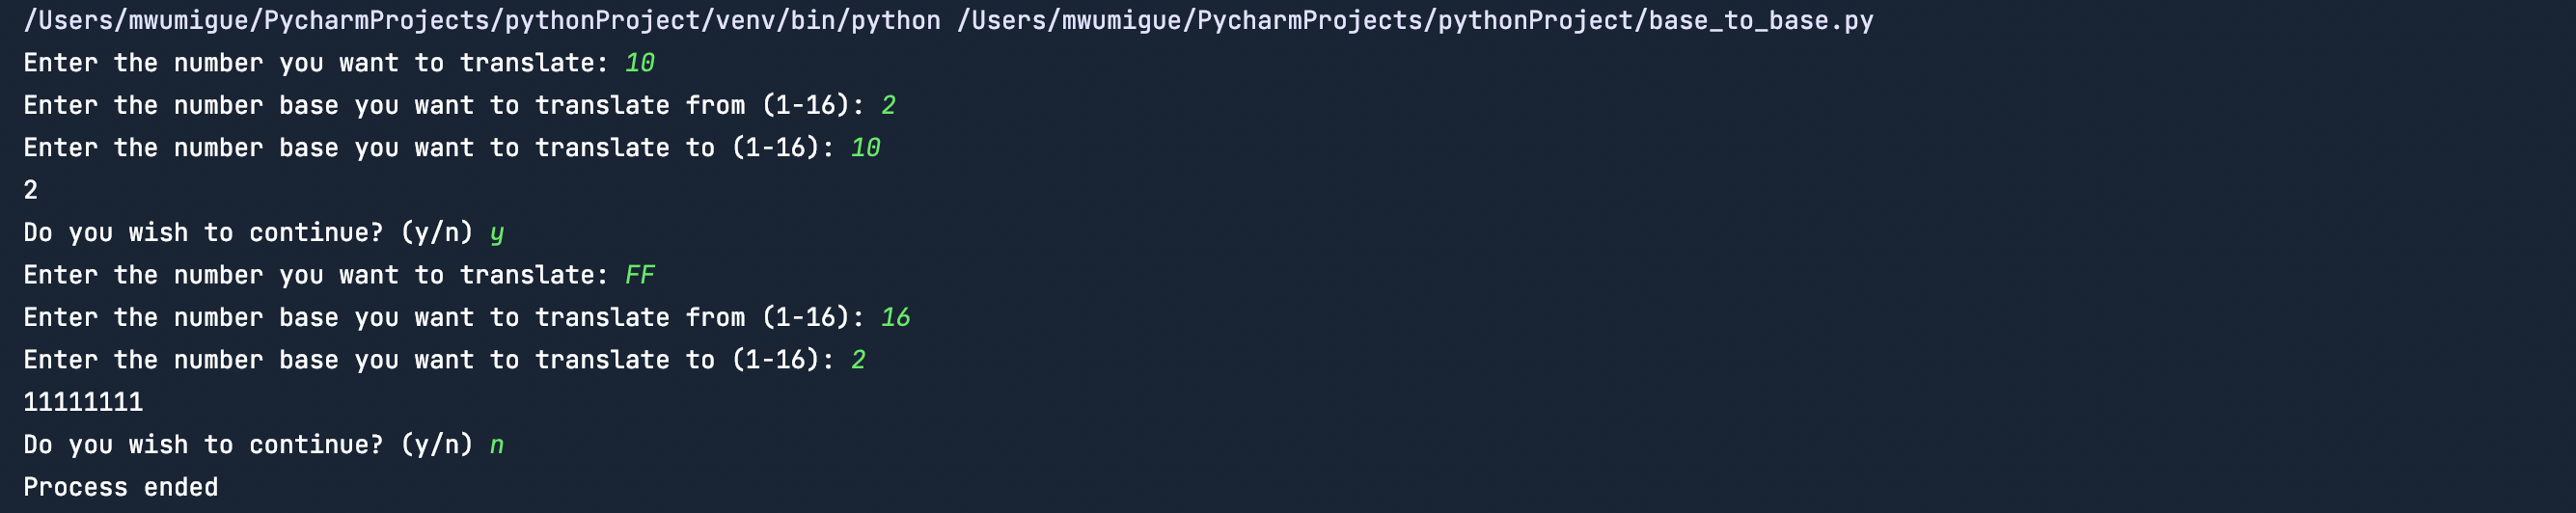 /Users/mwumigue/PycharmProjects/pythonProject/venv/bin/python /Users/mwumigue/PycharmProjects/pythonProject/base_to_base.py
Enter the number you want to translate: 10
Enter the number base you want to translate from (1-16): 2
Enter the number base you want to translate to (1-16): 10
2
Do you wish to continue? (y/n) y
Enter the number you want to translate: FF
Enter the number base you want to translate from (1-16): 16
Enter the number base you want to translate to (1-16): 2
11111111
Do you wish to continue? (y/n) n
Process ended